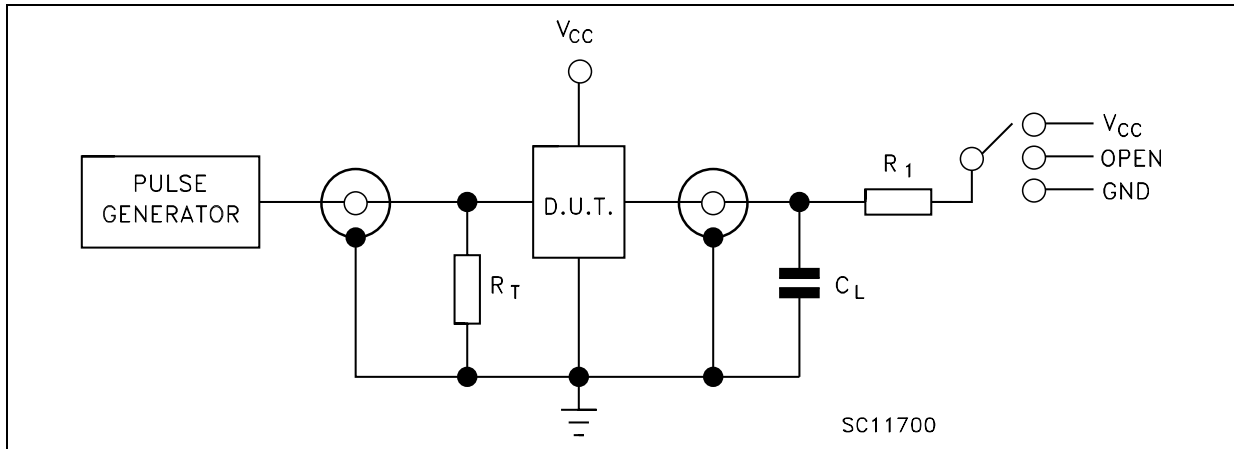 VCC
PULSE
GENERATOR
D.U.T.
RT
CL
R1
VCC
OPEN
GND
SC11700